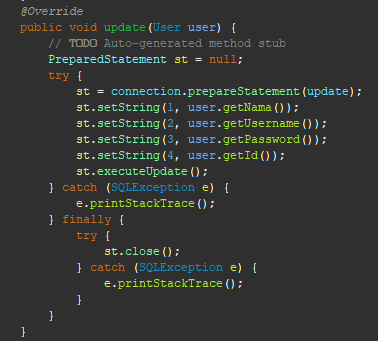 @Override
public void update(User user) {
// TODO Auto-generated method stub
PreparedStatement st = null;
try {
st = connection.prepareStatement(update);
st.setString(1, user.getNama());
st.setString(2, user.getUsername());
st.setString(3, user.getPassword());
st.setString(4, user.getId());
st.executeUpdate();
} catch (SQLException e) {
e.printStackTrace();
} finally {
try {
st.close();
} catch (SQLException e) {
e.printStackTrace();
}
}
}